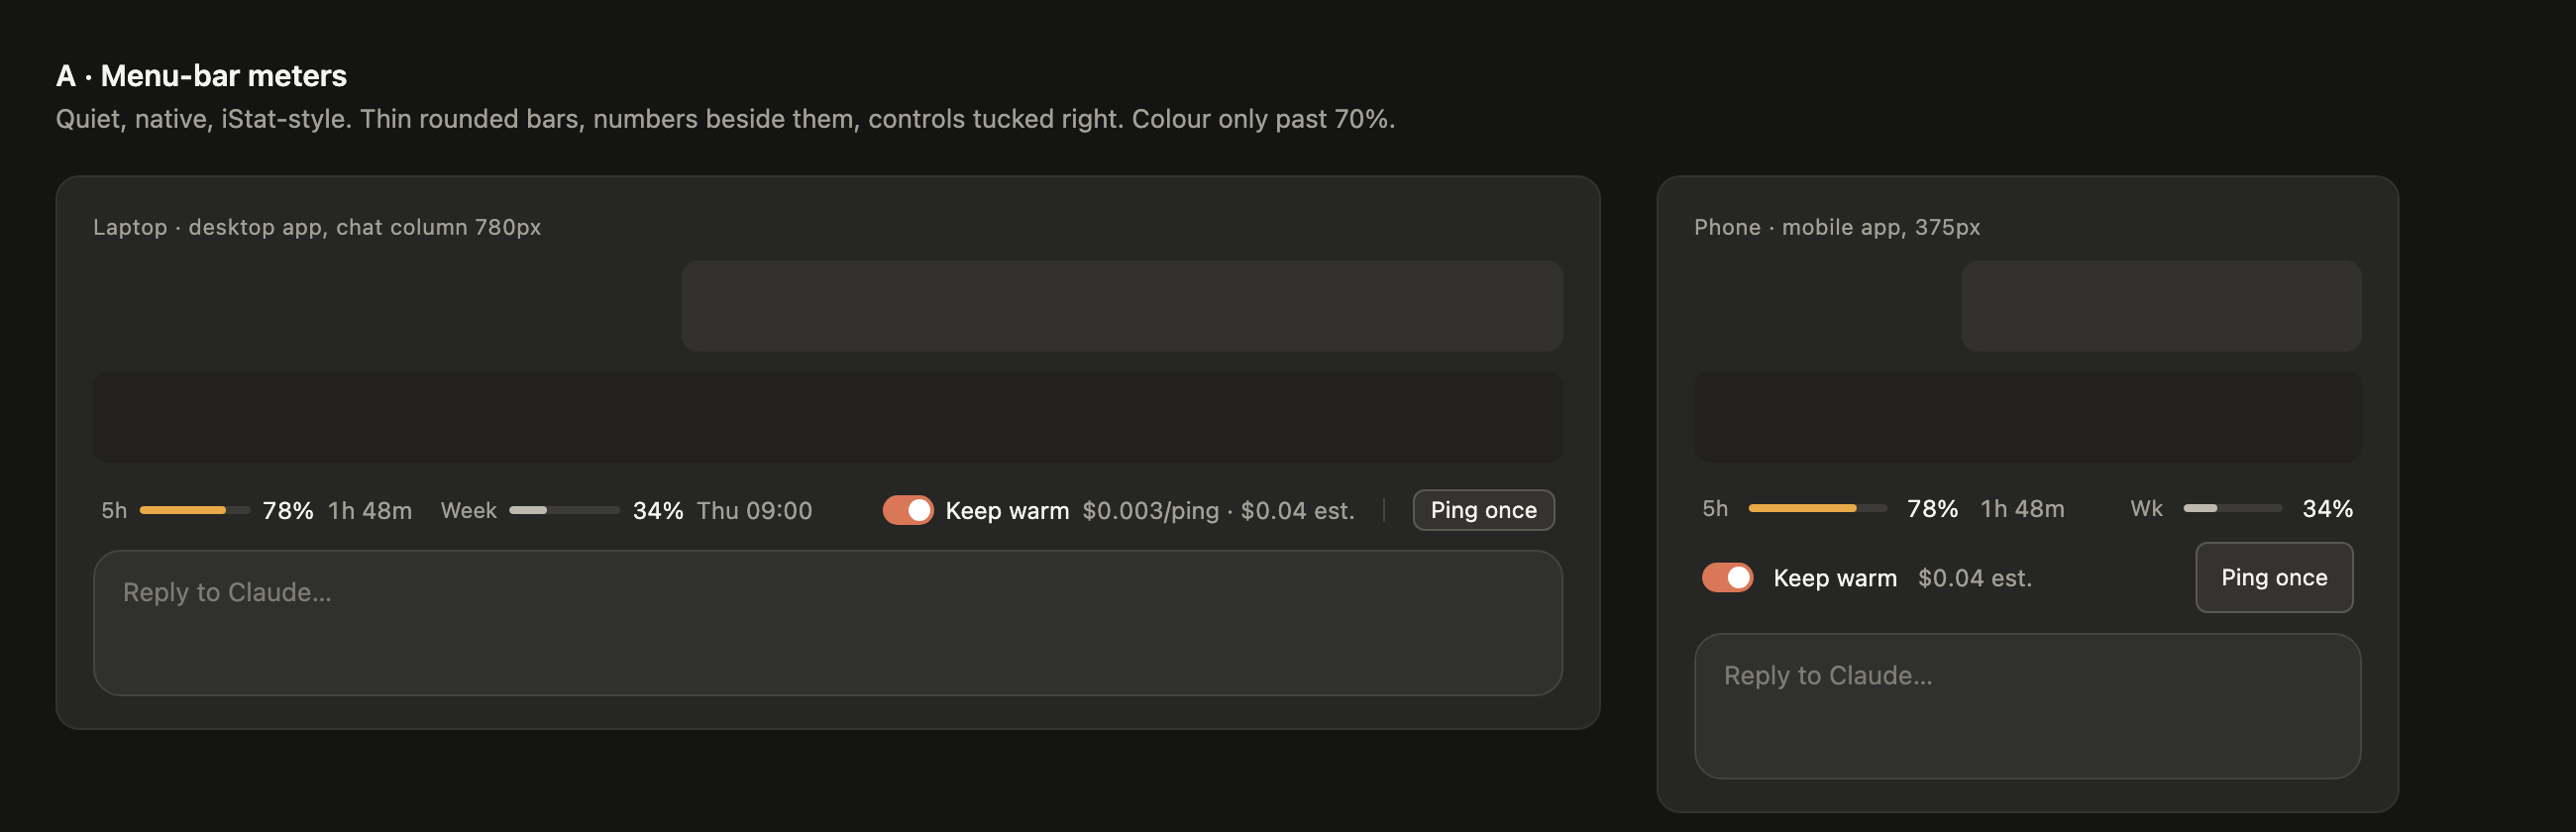 A · Menu-bar meters
Quiet, native, iStat-style. Thin rounded bars, numbers beside them, controls tucked right. Colour only past 70%.
Laptop · desktop app, chat column 780px
5h 78% 1h 48m Week 34% Thu 09:00 Keep warm $0.003/ping · $0.04 est. Ping once
Reply to Claude...
Phone · mobile app, 375px
5h 78% 1h 48m Wk 34%
Keep warm $0.04 est. Ping once
Reply to Claude...